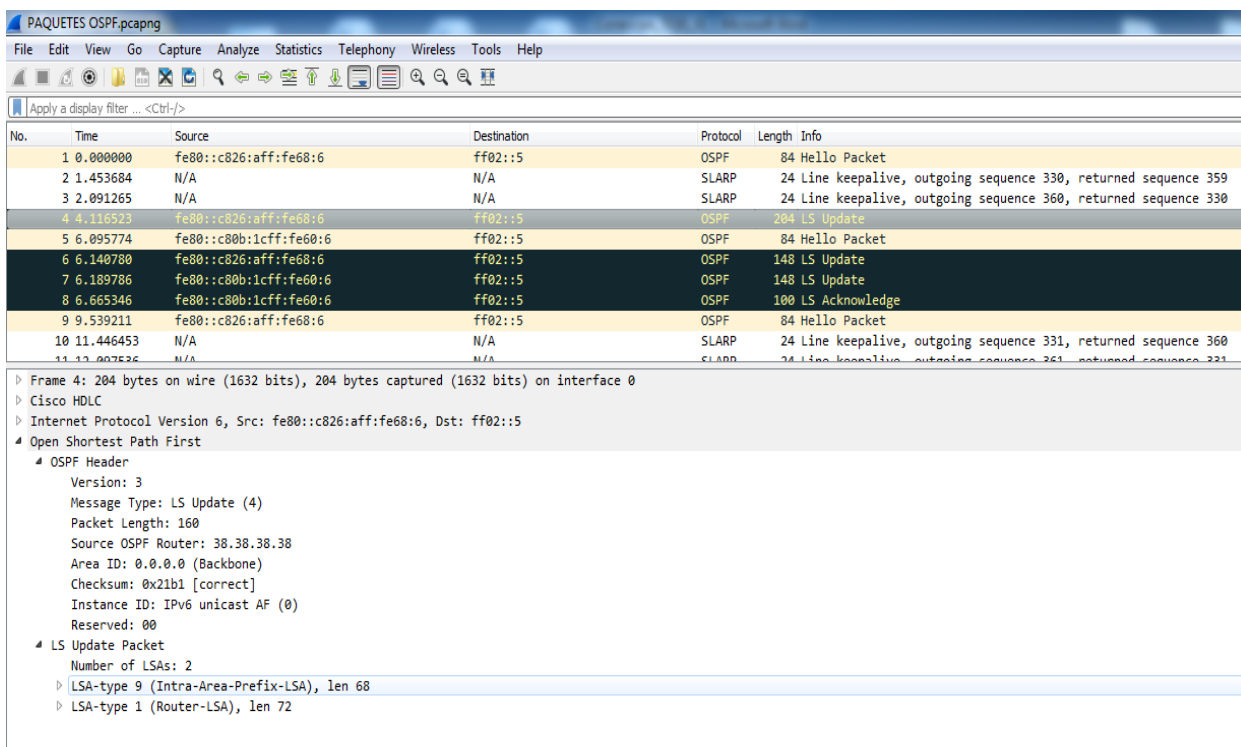 PAQUETES OSPF.pcapng
File Edit View Go Capture Analyze Statistics Telephony Wireless Tools Help
Apply a display filter ... <Ctrl-/>
No. Time Source Destination Protocol Length Info
1 0.000000 fe80::c826:aff:fe68:6 ff02::5 OSPF 84 Hello Packet
2 1.453684 N/A N/A SLARP 24 Line keepalive, outgoing sequence 330, returned sequence 359
3 2.091265 N/A N/A SLARP 24 Line keepalive, outgoing sequence 360, returned sequence 330
4 4.116523 fe80::c826:aff:fe68:6 ff02::5 OSPF 204 LS Update
5 6.095774 fe80::c80b:1cff:fe60:6 ff02::5 OSPF 84 Hello Packet
6 6.140780 fe80::c826:aff:fe68:6 ff02::5 OSPF 148 LS Update
7 6.189786 fe80::c80b:1cff:fe60:6 ff02::5 OSPF 148 LS Update
8 6.665346 fe80::c80b:1cff:fe60:6 ff02::5 OSPF 100 LS Acknowledge
9 9.539211 fe80::c826:aff:fe68:6 ff02::5 OSPF 84 Hello Packet
10 11.446453 N/A N/A SLARP 24 Line keepalive, outgoing sequence 331, returned sequence 360
11 12.097536 N/A N/A SLARP 24 Line keepalive, outgoing sequence 361, returned sequence 331
Frame 4: 204 bytes on wire (1632 bits), 204 bytes captured (1632 bits) on interface 0
Cisco HDLC
Internet Protocol Version 6, Src: fe80::c826:aff:fe68:6, Dst: ff02::5
Open Shortest Path First
OSPF Header
Version: 3
Message Type: LS Update (4)
Packet Length: 160
Source OSPF Router: 38.38.38.38
Area ID: 0.0.0.0 (Backbone)
Checksum: 0x21b1 [correct]
Instance ID: IPv6 unicast AF (0)
Reserved: 00
LS Update Packet
Number of LSAs: 2
LSA-type 9 (Intra-Area-Prefix-LSA), len 68
LSA-type 1 (Router-LSA), len 72